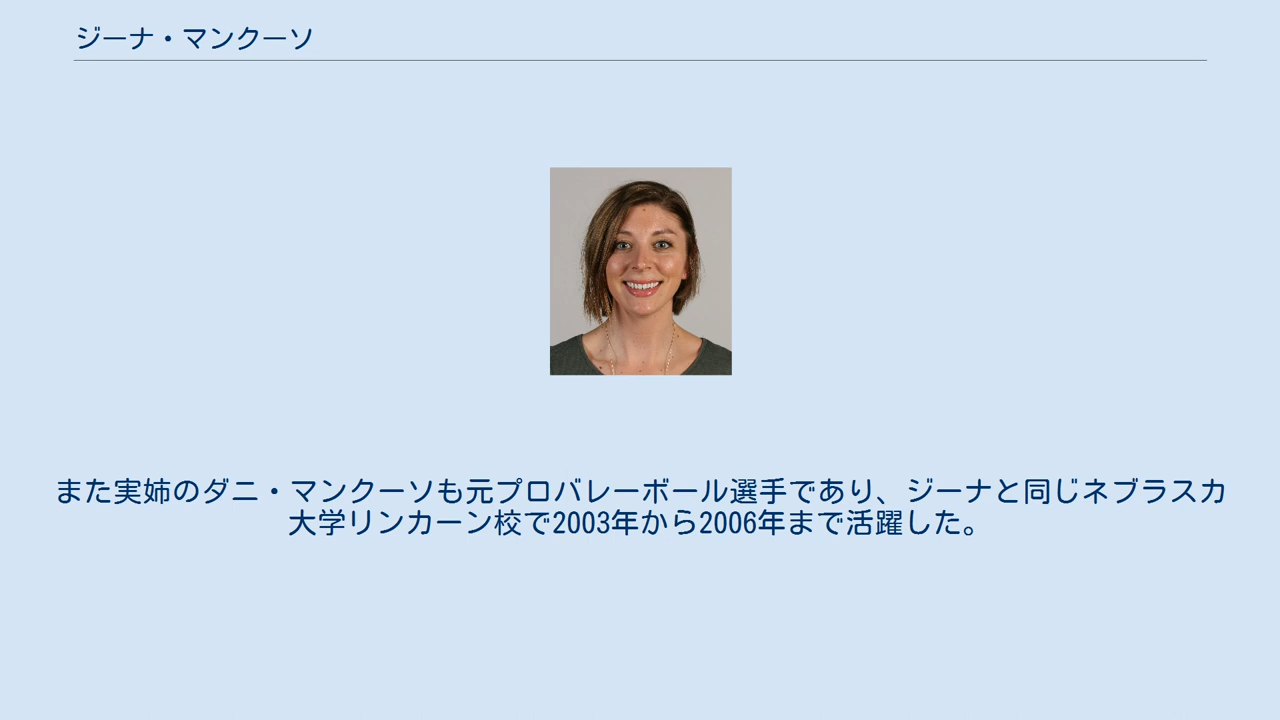 ジーナ・マンクーソ
また実姉のダニ・マンクーソも元プロバレーボール選手であり、ジーナと同じネブラスカ
大学リンカーン校で2003年から2006年まで活躍した。